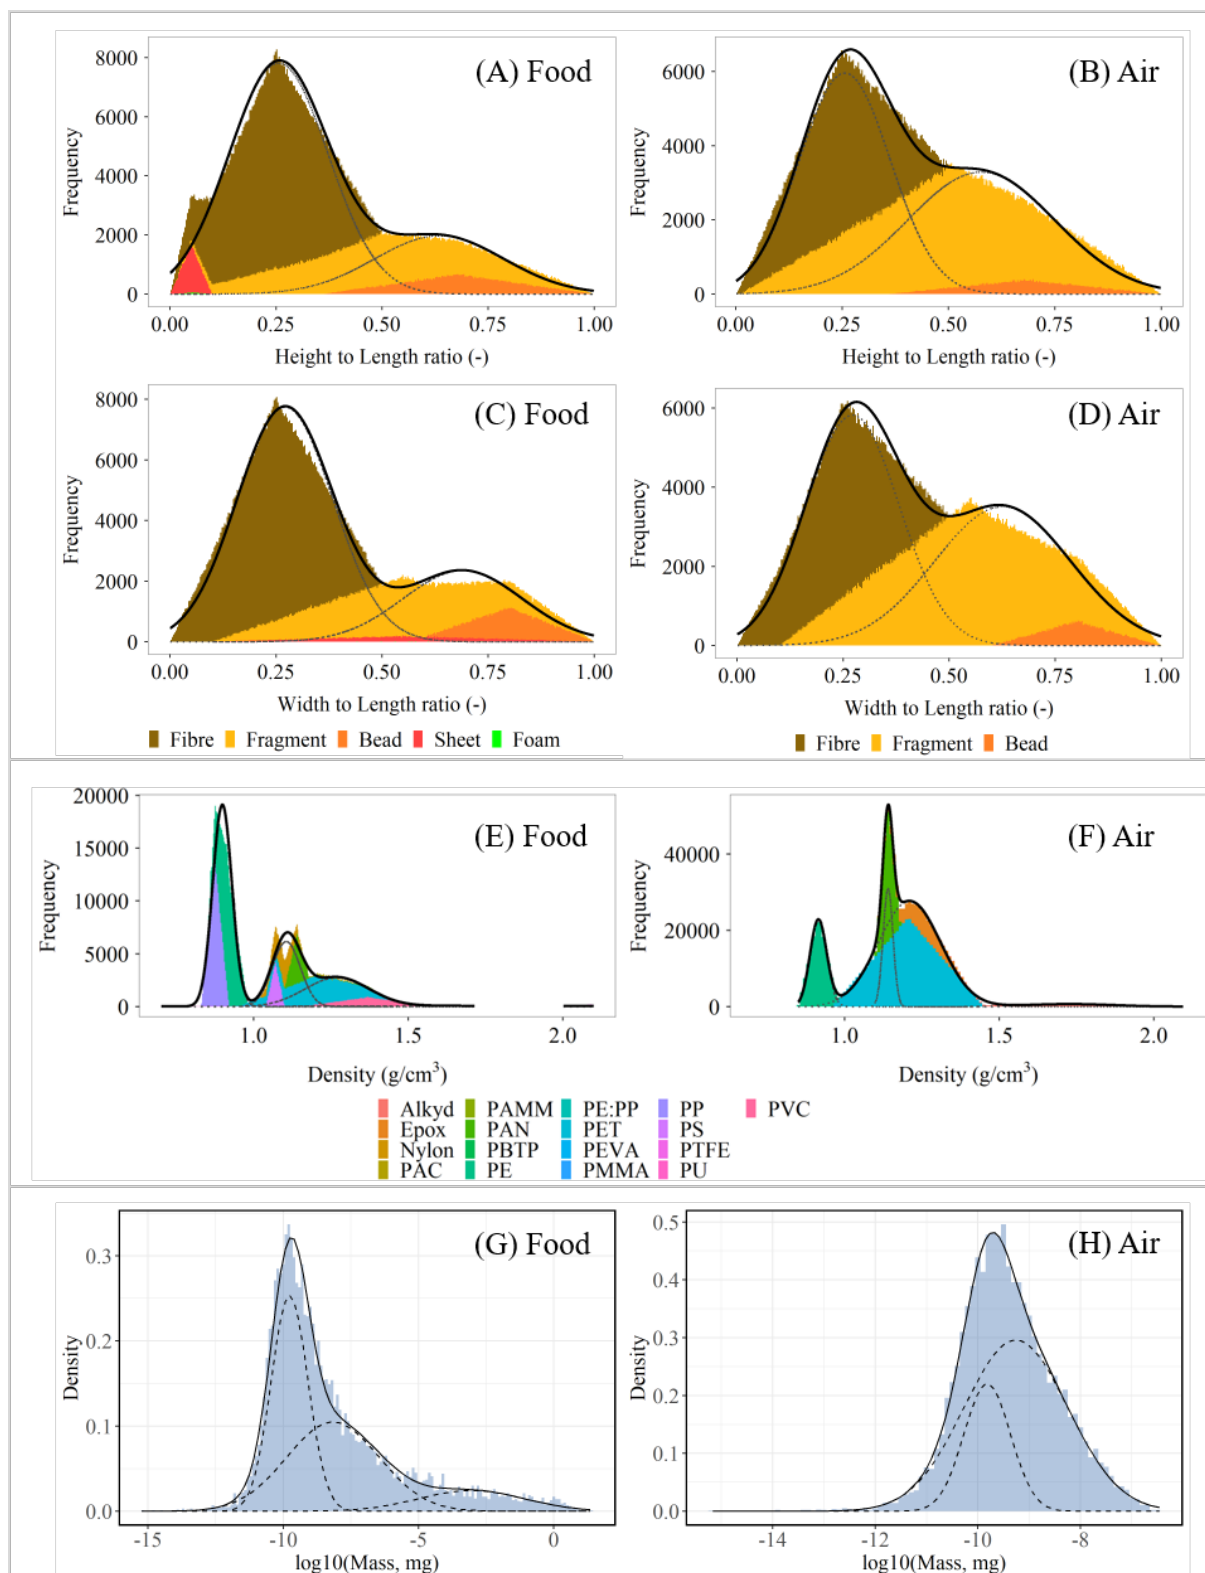 (A) Food
8000
6000
4000
2000
0
Frequency
0.00 0.25 0.50 0.75 1.00
Height to Length ratio (-)
(B) Air
6000
4000
2000
0
Frequency
0.00 0.25 0.50 0.75 1.00
Height to Length ratio (-)
(C) Food
8000
6000
4000
2000
0
Frequency
0.00 0.25 0.50 0.75 1.00
Width to Length ratio (-)
Fibre Fragment Bead Sheet Foam
(D) Air
6000
4000
2000
0
Frequency
0.00 0.25 0.50 0.75 1.00
Width to Length ratio (-)
Fibre Fragment Bead
(E) Food
20000
15000
10000
5000
0
Frequency
1.0 1.5 2.0
Density (g/cm³)
(F) Air
40000
20000
0
Frequency
1.0 1.5 2.0
Density (g/cm³)
Alkyd PAMM PE:PP PP PVC
Epox PAN PET PS
Nylon PBTP PEVA PTFE
PAC PE PMMA PU
(G) Food
0.3
0.2
0.1
0.0
Density
-15 -10 -5 0
log10(Mass, mg)
(H) Air
0.5
0.4
0.3
0.2
0.1
0.0
Density
-14 -12 -10 -8
log10(Mass, mg)